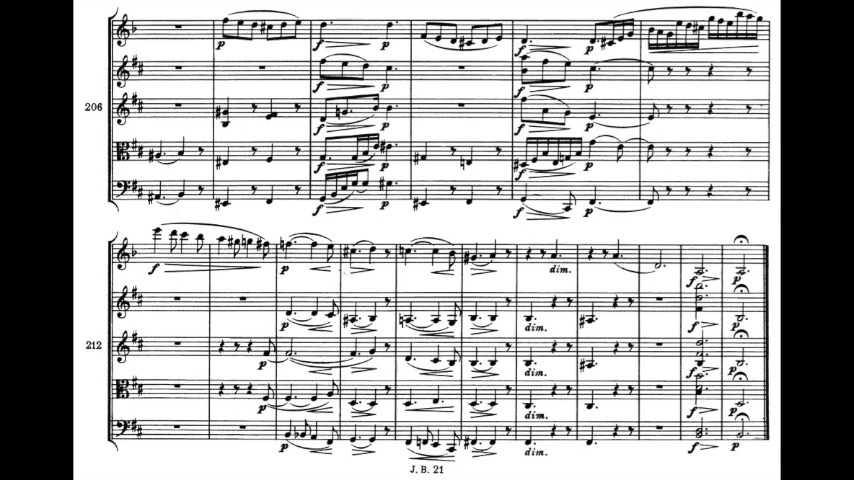 p f p f p
f p f p
206 f p f p
f p f p
f p f p
f p dim. f p
p dim. f p
212 p dim. f p
p dim. f p
p dim. f p
J. B. 21